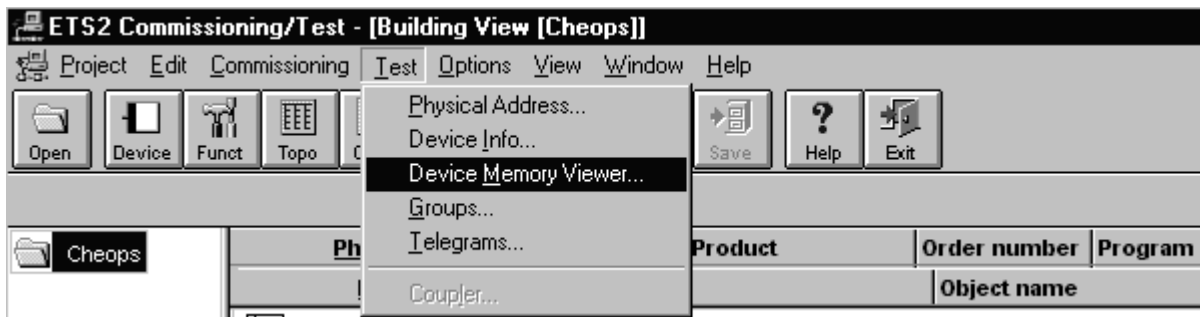 ETS2 Commissioning/Test - [Building View [Cheops]]
Project Edit Commissioning Test Options View Window Help
Physical Address...
Device Info...
Device Memory Viewer...
Groups...
Telegrams...
Coupler...
Open Device Funct Topo Save Help Exit
Cheops
Product Order number Program
Object name